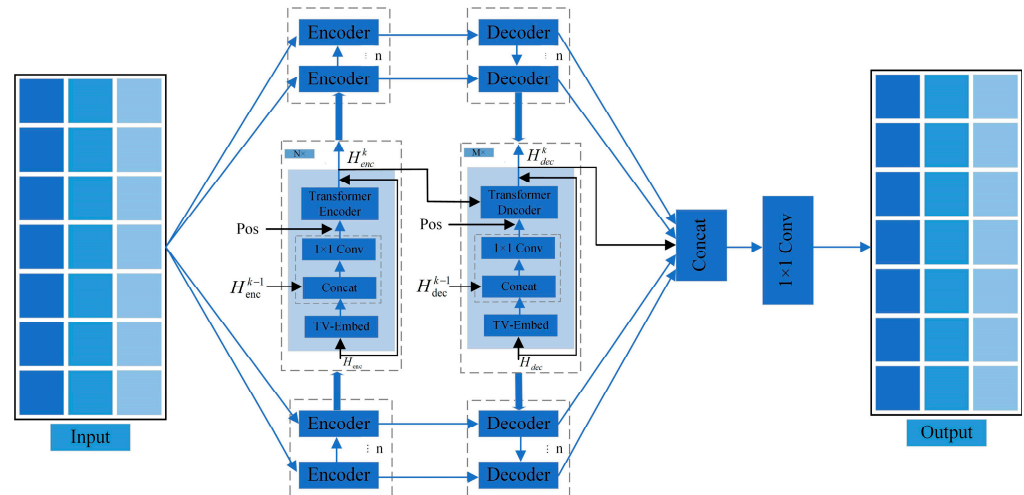 Encoder
n
Encoder
Decoder
n
Decoder
N×
H^k_enc
Transformer
Encoder
Pos
1×1 Conv
H^{k-1}_enc
Concat
TV-Embed
H_enc
M×
H^k_dec
Transformer
Dncoder
Pos
1×1 Conv
H^{k-1}_dec
Concat
TV-Embed
H_dec
Encoder
n
Encoder
Decoder
n
Decoder
Concat
1×1 Conv
Input
Output